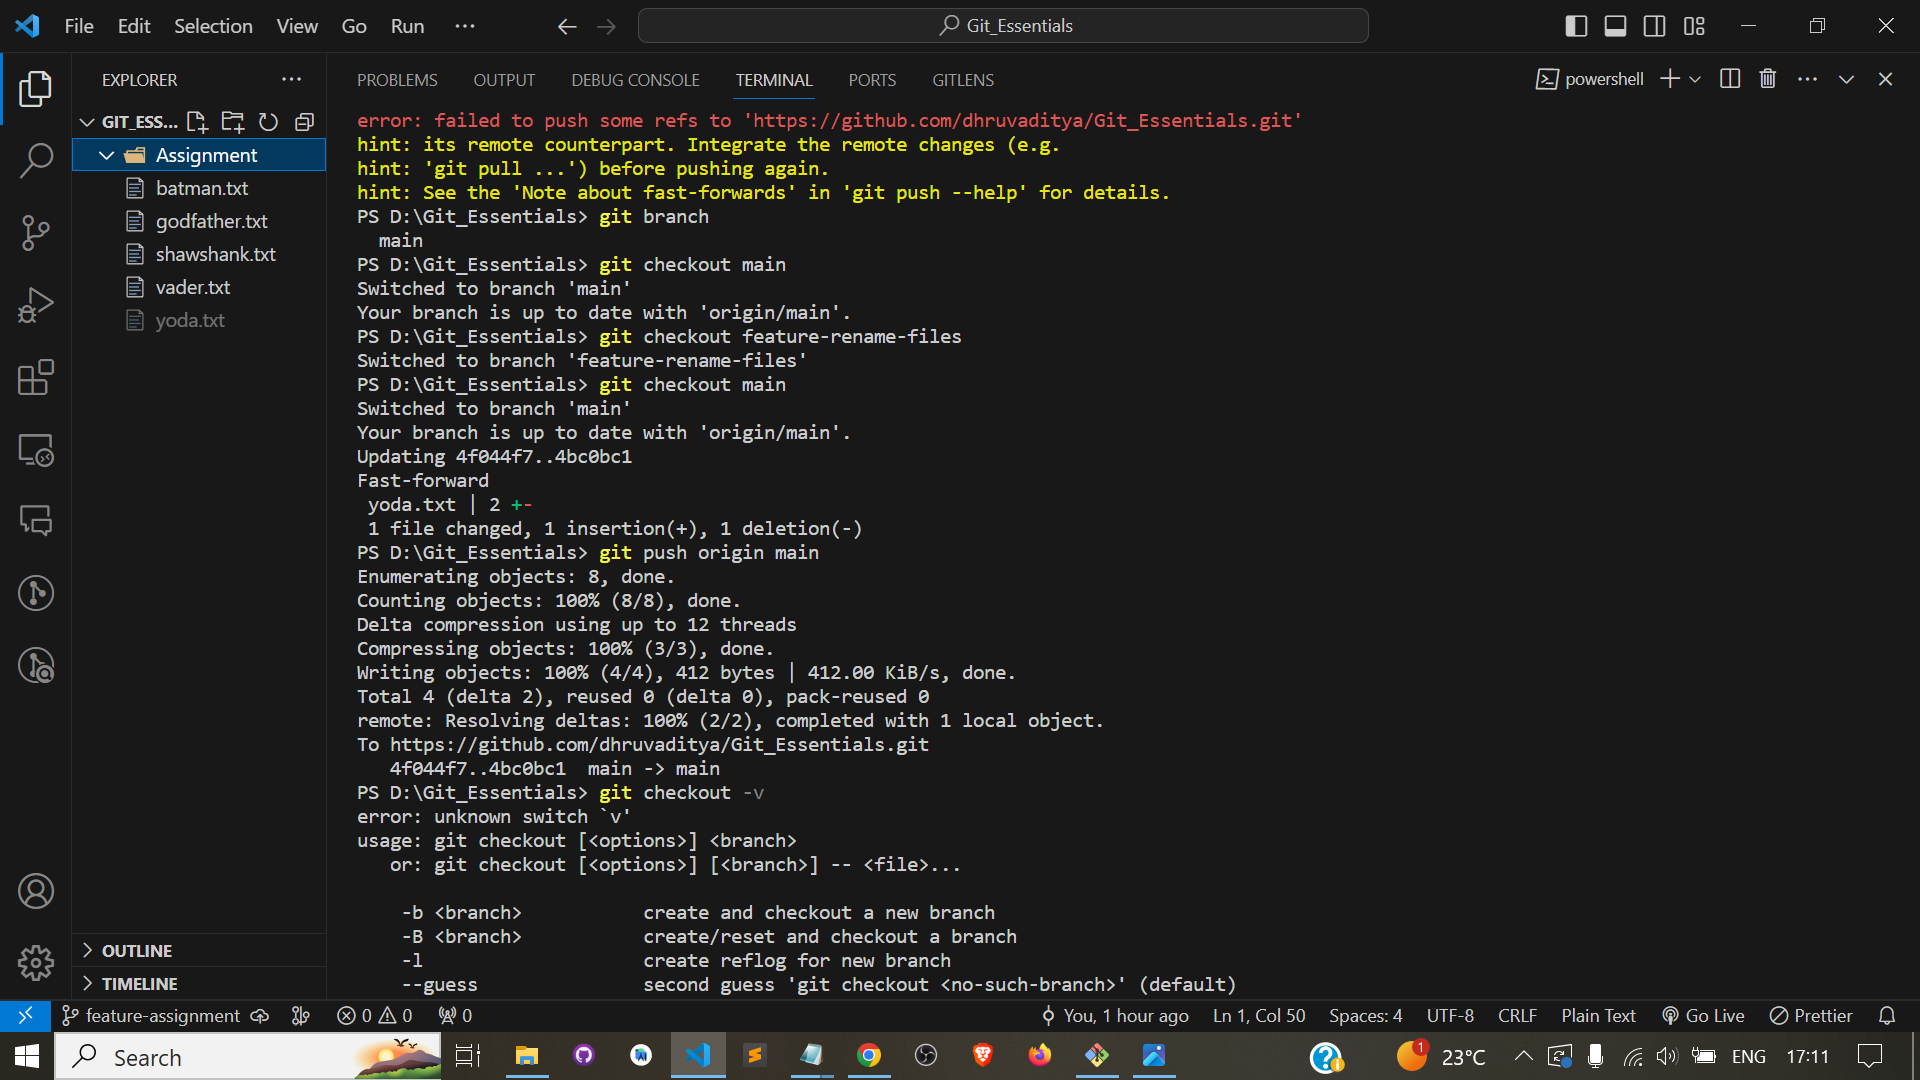 File Edit Selection View Go Run ···
Git_Essentials
EXPLORER ···
GIT_ESS...
Assignment
batman.txt
godfather.txt
shawshank.txt
vader.txt
yoda.txt
OUTLINE
TIMELINE
PROBLEMS OUTPUT DEBUG CONSOLE TERMINAL PORTS GITLENS
powershell
error: failed to push some refs to 'https://github.com/dhruvaditya/Git_Essentials.git'
hint: its remote counterpart. Integrate the remote changes (e.g.
hint: 'git pull ...') before pushing again.
hint: See the 'Note about fast-forwards' in 'git push --help' for details.
PS D:\Git_Essentials> git branch
main
PS D:\Git_Essentials> git checkout main
Switched to branch 'main'
Your branch is up to date with 'origin/main'.
PS D:\Git_Essentials> git checkout feature-rename-files
Switched to branch 'feature-rename-files'
PS D:\Git_Essentials> git checkout main
Switched to branch 'main'
Your branch is up to date with 'origin/main'.
Updating 4f044f7..4bc0bc1
Fast-forward
yoda.txt | 2 +-
1 file changed, 1 insertion(+), 1 deletion(-)
PS D:\Git_Essentials> git push origin main
Enumerating objects: 8, done.
Counting objects: 100% (8/8), done.
Delta compression using up to 12 threads
Compressing objects: 100% (3/3), done.
Writing objects: 100% (4/4), 412 bytes | 412.00 KiB/s, done.
Total 4 (delta 2), reused 0 (delta 0), pack-reused 0
remote: Resolving deltas: 100% (2/2), completed with 1 local object.
To https://github.com/dhruvaditya/Git_Essentials.git
4f044f7..4bc0bc1  main -> main
PS D:\Git_Essentials> git checkout -v
error: unknown switch `v'
usage: git checkout [<options>] <branch>
or: git checkout [<options>] [<branch>] -- <file>...
-b <branch> create and checkout a new branch
-B <branch> create/reset and checkout a branch
-l create reflog for new branch
--guess second guess 'git checkout <no-such-branch>' (default)
feature-assignment 0 0 0 You, 1 hour ago Ln 1, Col 50 Spaces: 4 UTF-8 CRLF Plain Text Go Live Prettier
Search 1 23°C ENG 17:11